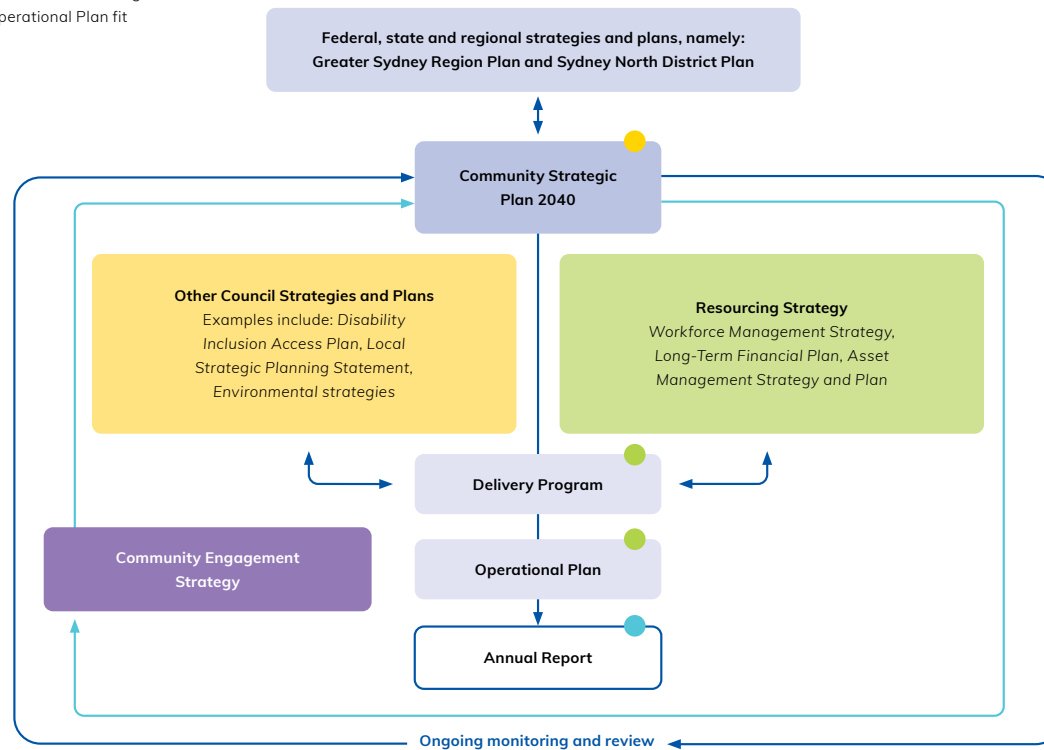 perational Plan fit
Federal, state and regional strategies and plans, namely:
Greater Sydney Region Plan and Sydney North District Plan
Community Strategic
Plan 2040
Other Council Strategies and Plans
Examples include: Disability
Inclusion Access Plan, Local
Strategic Planning Statement,
Environmental strategies
Resourcing Strategy
Workforce Management Strategy,
Long-Term Financial Plan, Asset
Management Strategy and Plan
Delivery Program
Community Engagement
Strategy
Operational Plan
Annual Report
Ongoing monitoring and review